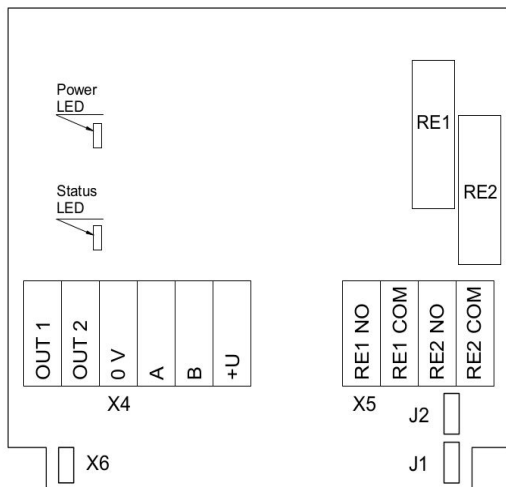 Power
LED
RE1
RE2
Status
LED
OUT 1
OUT 2
0 V
A
B
+U
RE1 NO
RE1 COM
RE2 NO
RE2 COM
X4
X5
J2
X6
J1